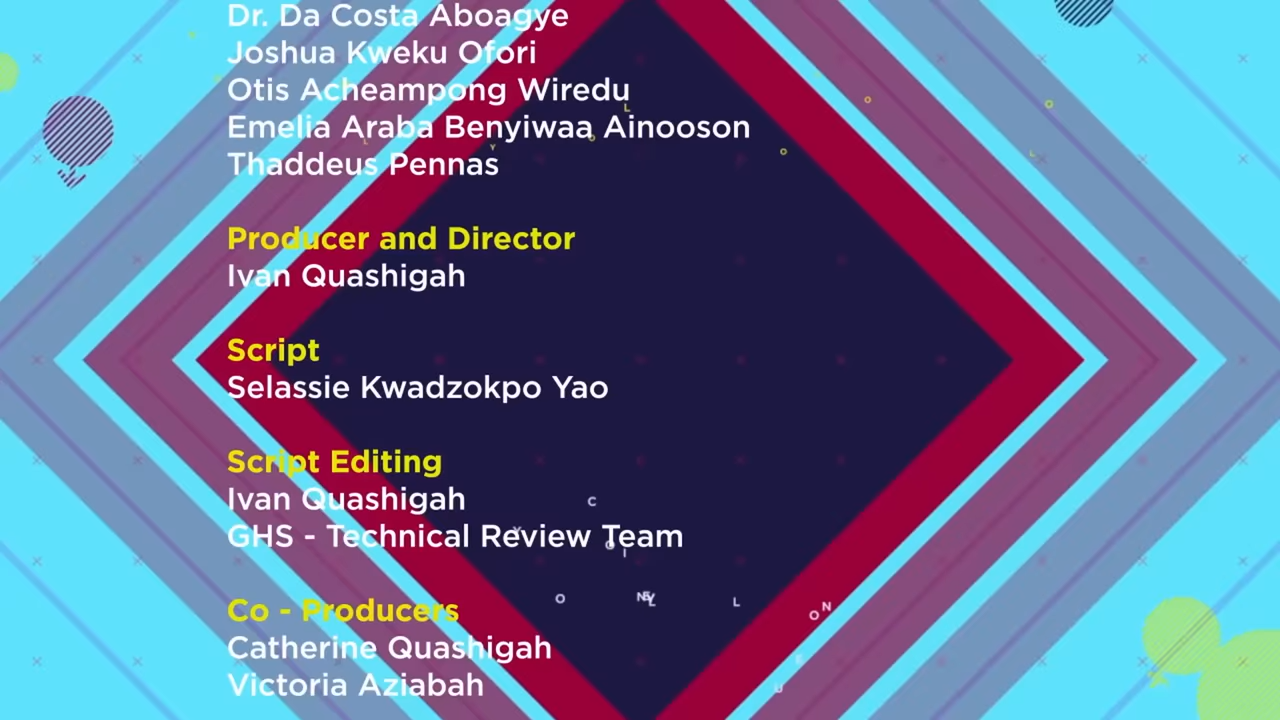 Dr. Da Costa Aboagye
Joshua Kweku Ofori
Otis Acheampong Wiredu
Emelia Araba Benyiwaa Ainooson
Thaddeus Pennas
Producer and Director
Ivan Quashigah
Script
Selassie Kwadzokpo Yao
Script Editing
Ivan Quashigah
GHS - Technical Review Team
Co - Producers
Catherine Quashigah
Victoria Aziabah